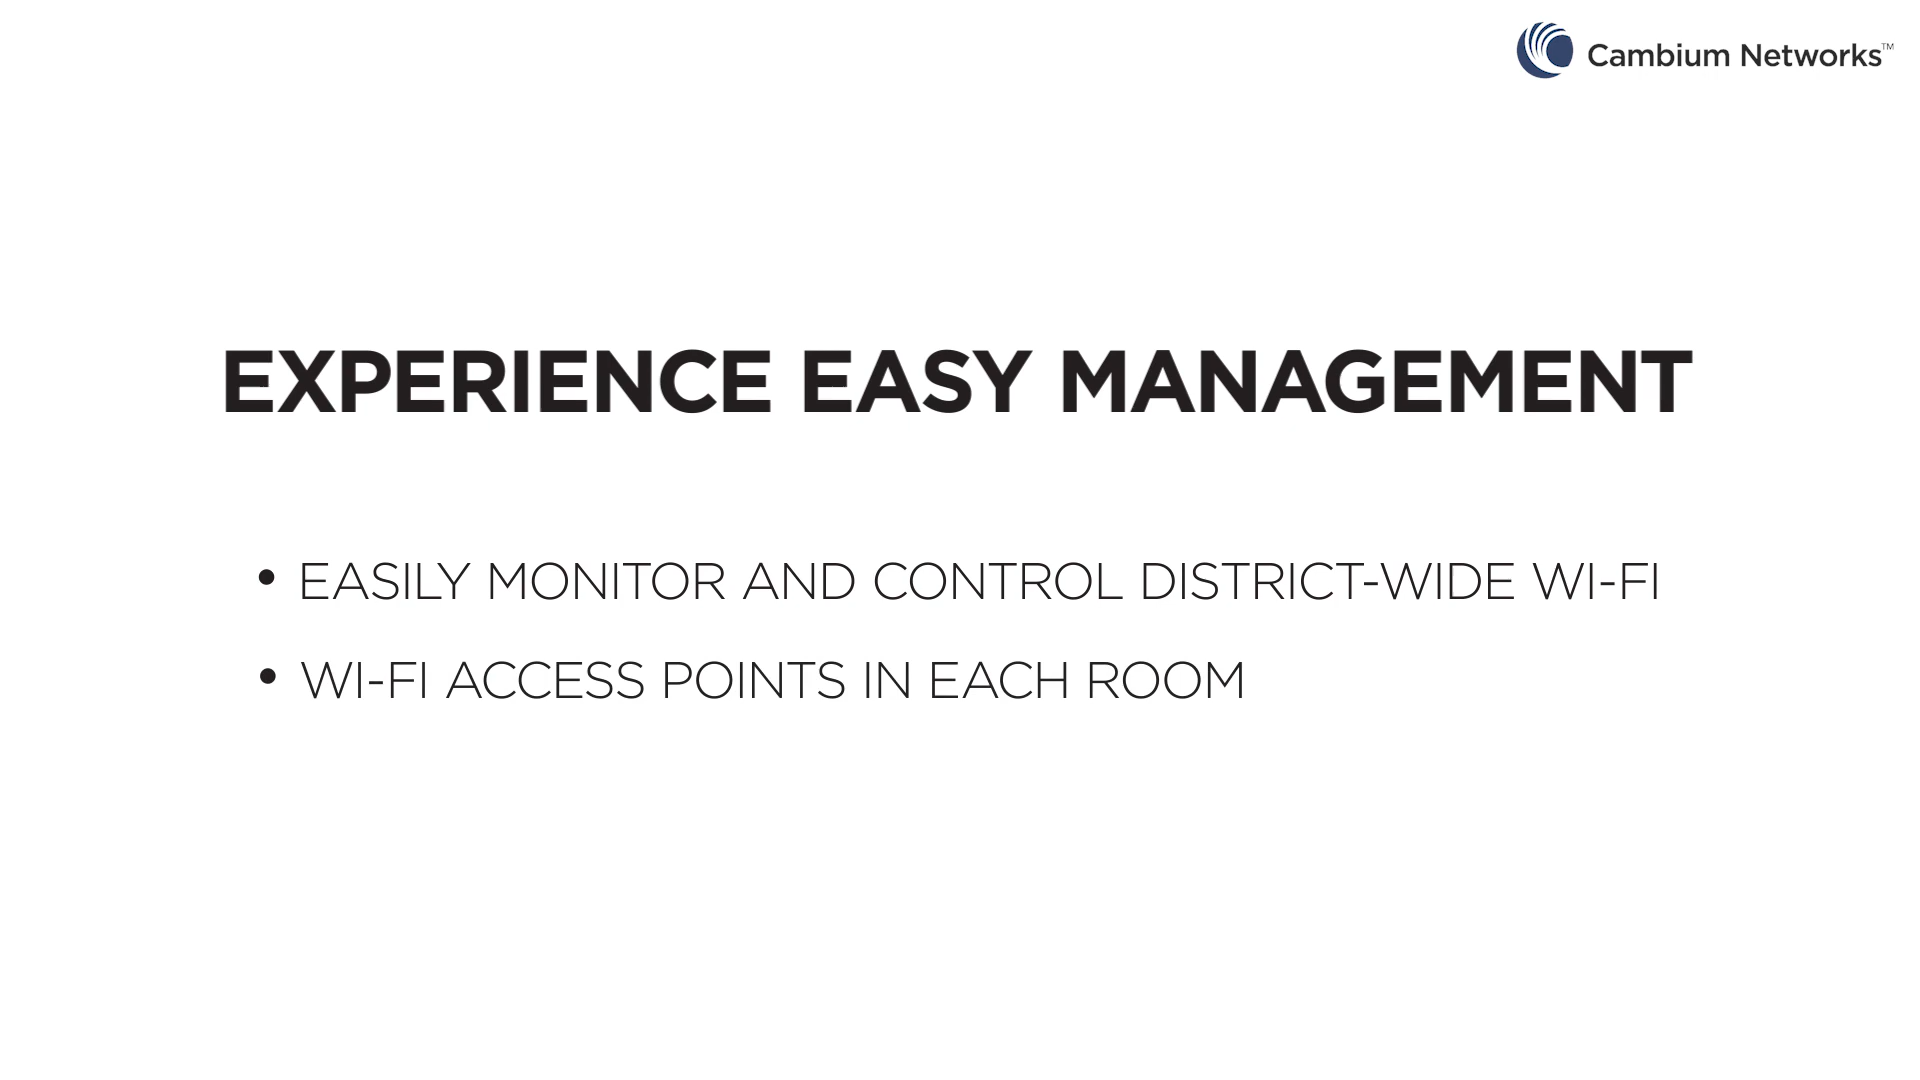 Cambium Networks™
EXPERIENCE EASY MANAGEMENT
• EASILY MONITOR AND CONTROL DISTRICT-WIDE WI-FI
• WI-FI ACCESS POINTS IN EACH ROOM